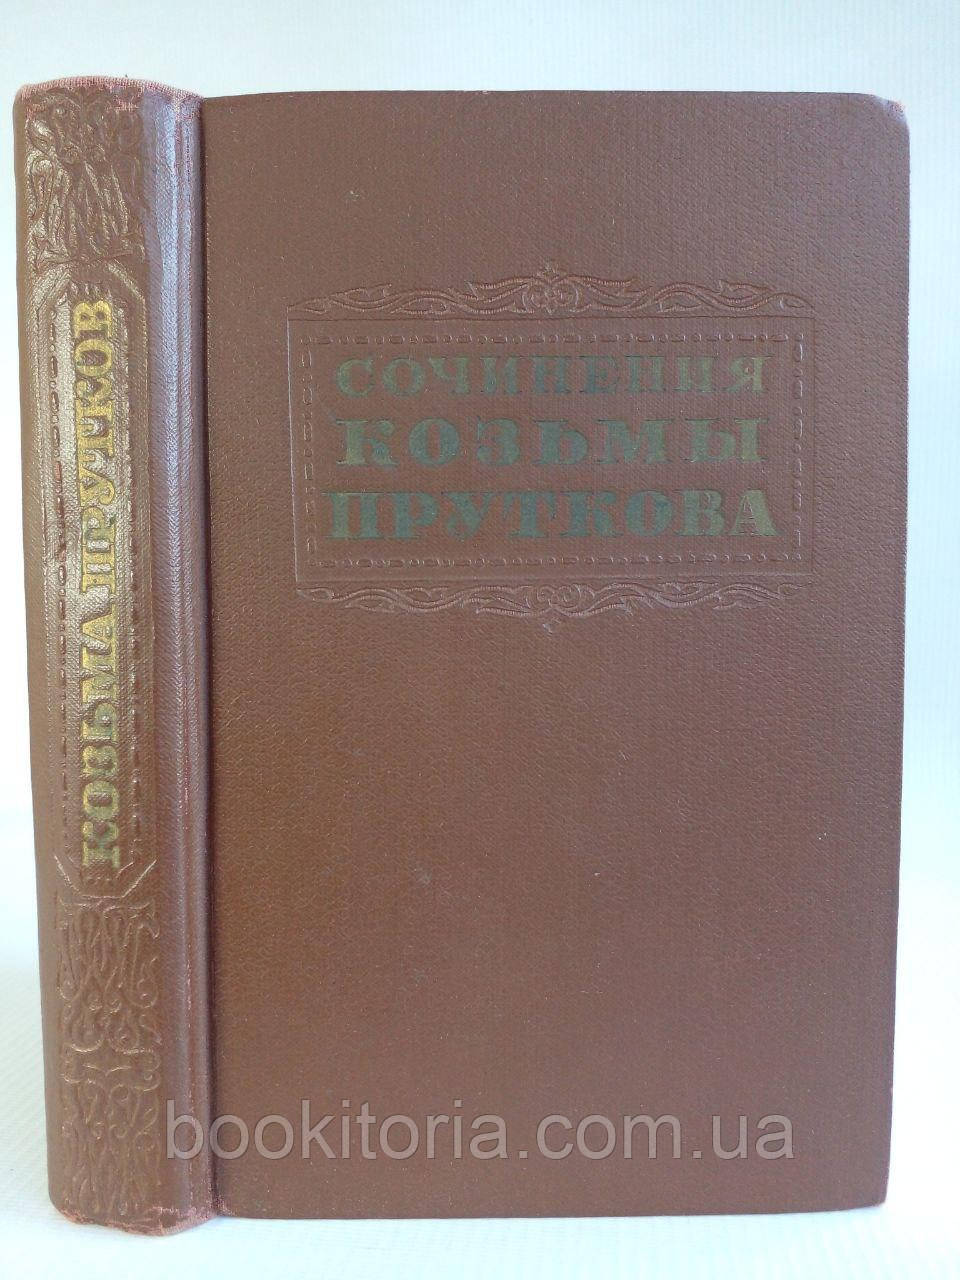 КОЗЬМА ПРУТКОВ
СОЧИНЕНИЯ
КОЗЬМЫ
ПРУТКОВА
bookitoria.com.ua